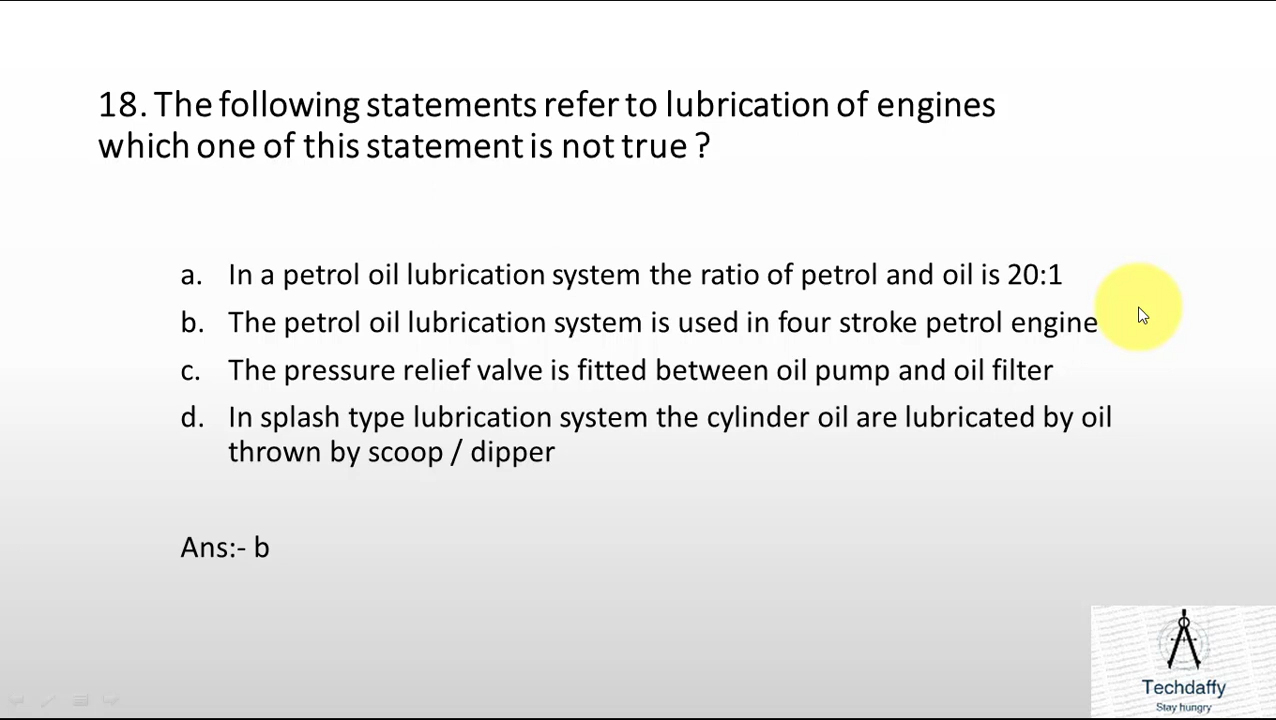 18. The following statements refer to lubrication of engines
which one of this statement is not true ?
a. In a petrol oil lubrication system the ratio of petrol and oil is 20:1
b. The petrol oil lubrication system is used in four stroke petrol engine
c. The pressure relief valve is fitted between oil pump and oil filter
d. In splash type lubrication system the cylinder oil are lubricated by oil
thrown by scoop / dipper
Ans:- b
Techdaffy
Stay hungry